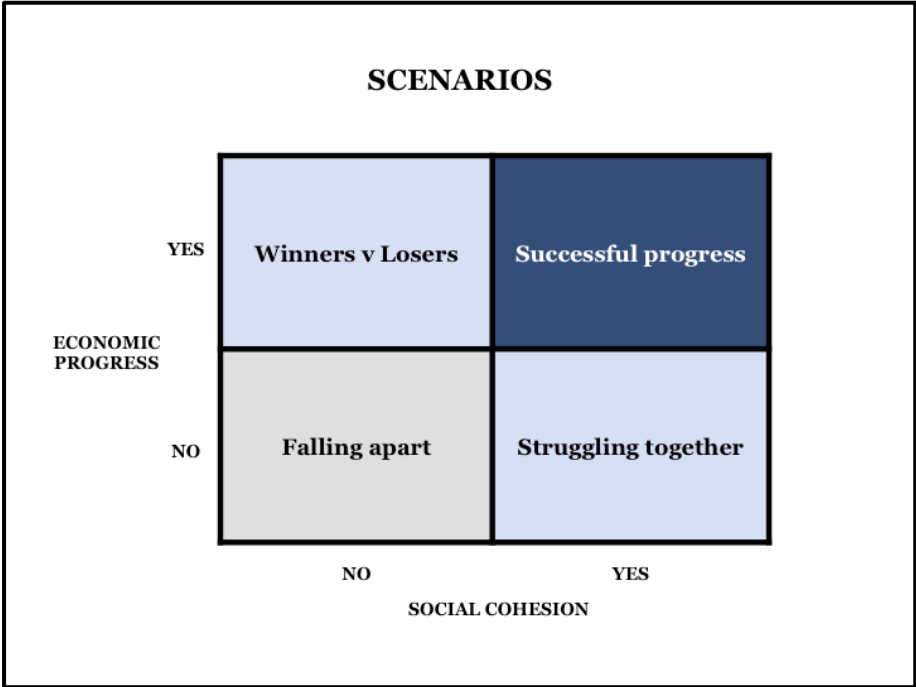 SCENARIOS
YES
Winners v Losers
Successful progress
ECONOMIC
PROGRESS
NO
Falling apart
Struggling together
NO
YES
SOCIAL COHESION